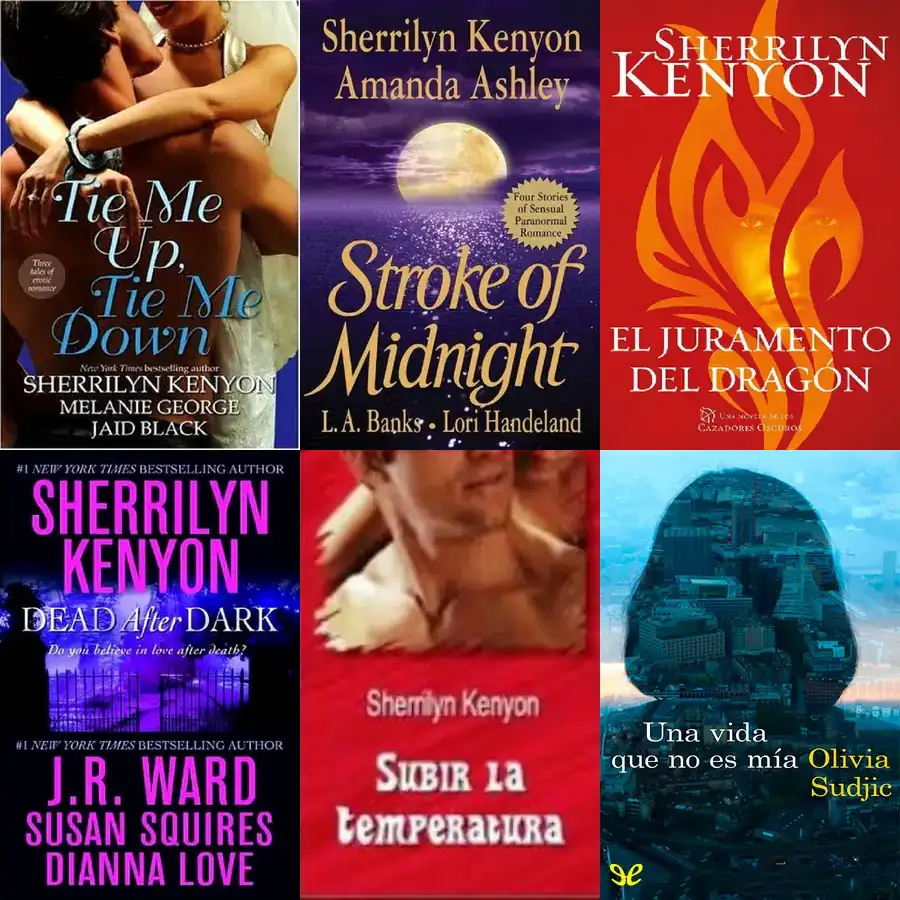 Tie Me
Up,
Tie Me
Down
Three
tales of
erotic
romance
New York Times bestselling author
SHERRILYN KENYON
MELANIE GEORGE
JAID BLACK
Sherrilyn Kenyon
Amanda Ashley
Four Stories
of Sensual
Paranormal
Romance
Stroke of
Midnight
L.A. Banks • Lori Handeland
SHERRILYN
KENYON
EL JURAMENTO
DEL DRAGÓN
UNA NOVELA DE LOS
CAZADORES OSCUROS
#1 NEW YORK TIMES BESTSELLING AUTHOR
SHERRILYN
KENYON
DEAD After DARK
Do you believe in love after death?
#1 NEW YORK TIMES BESTSELLING AUTHOR
J.R. WARD
SUSAN SQUIRES
DIANNA LOVE
Sherrilyn Kenyon
SUBIR LA
TEMPERATURA
Una vida
que no es mía Olivia
Sudjic